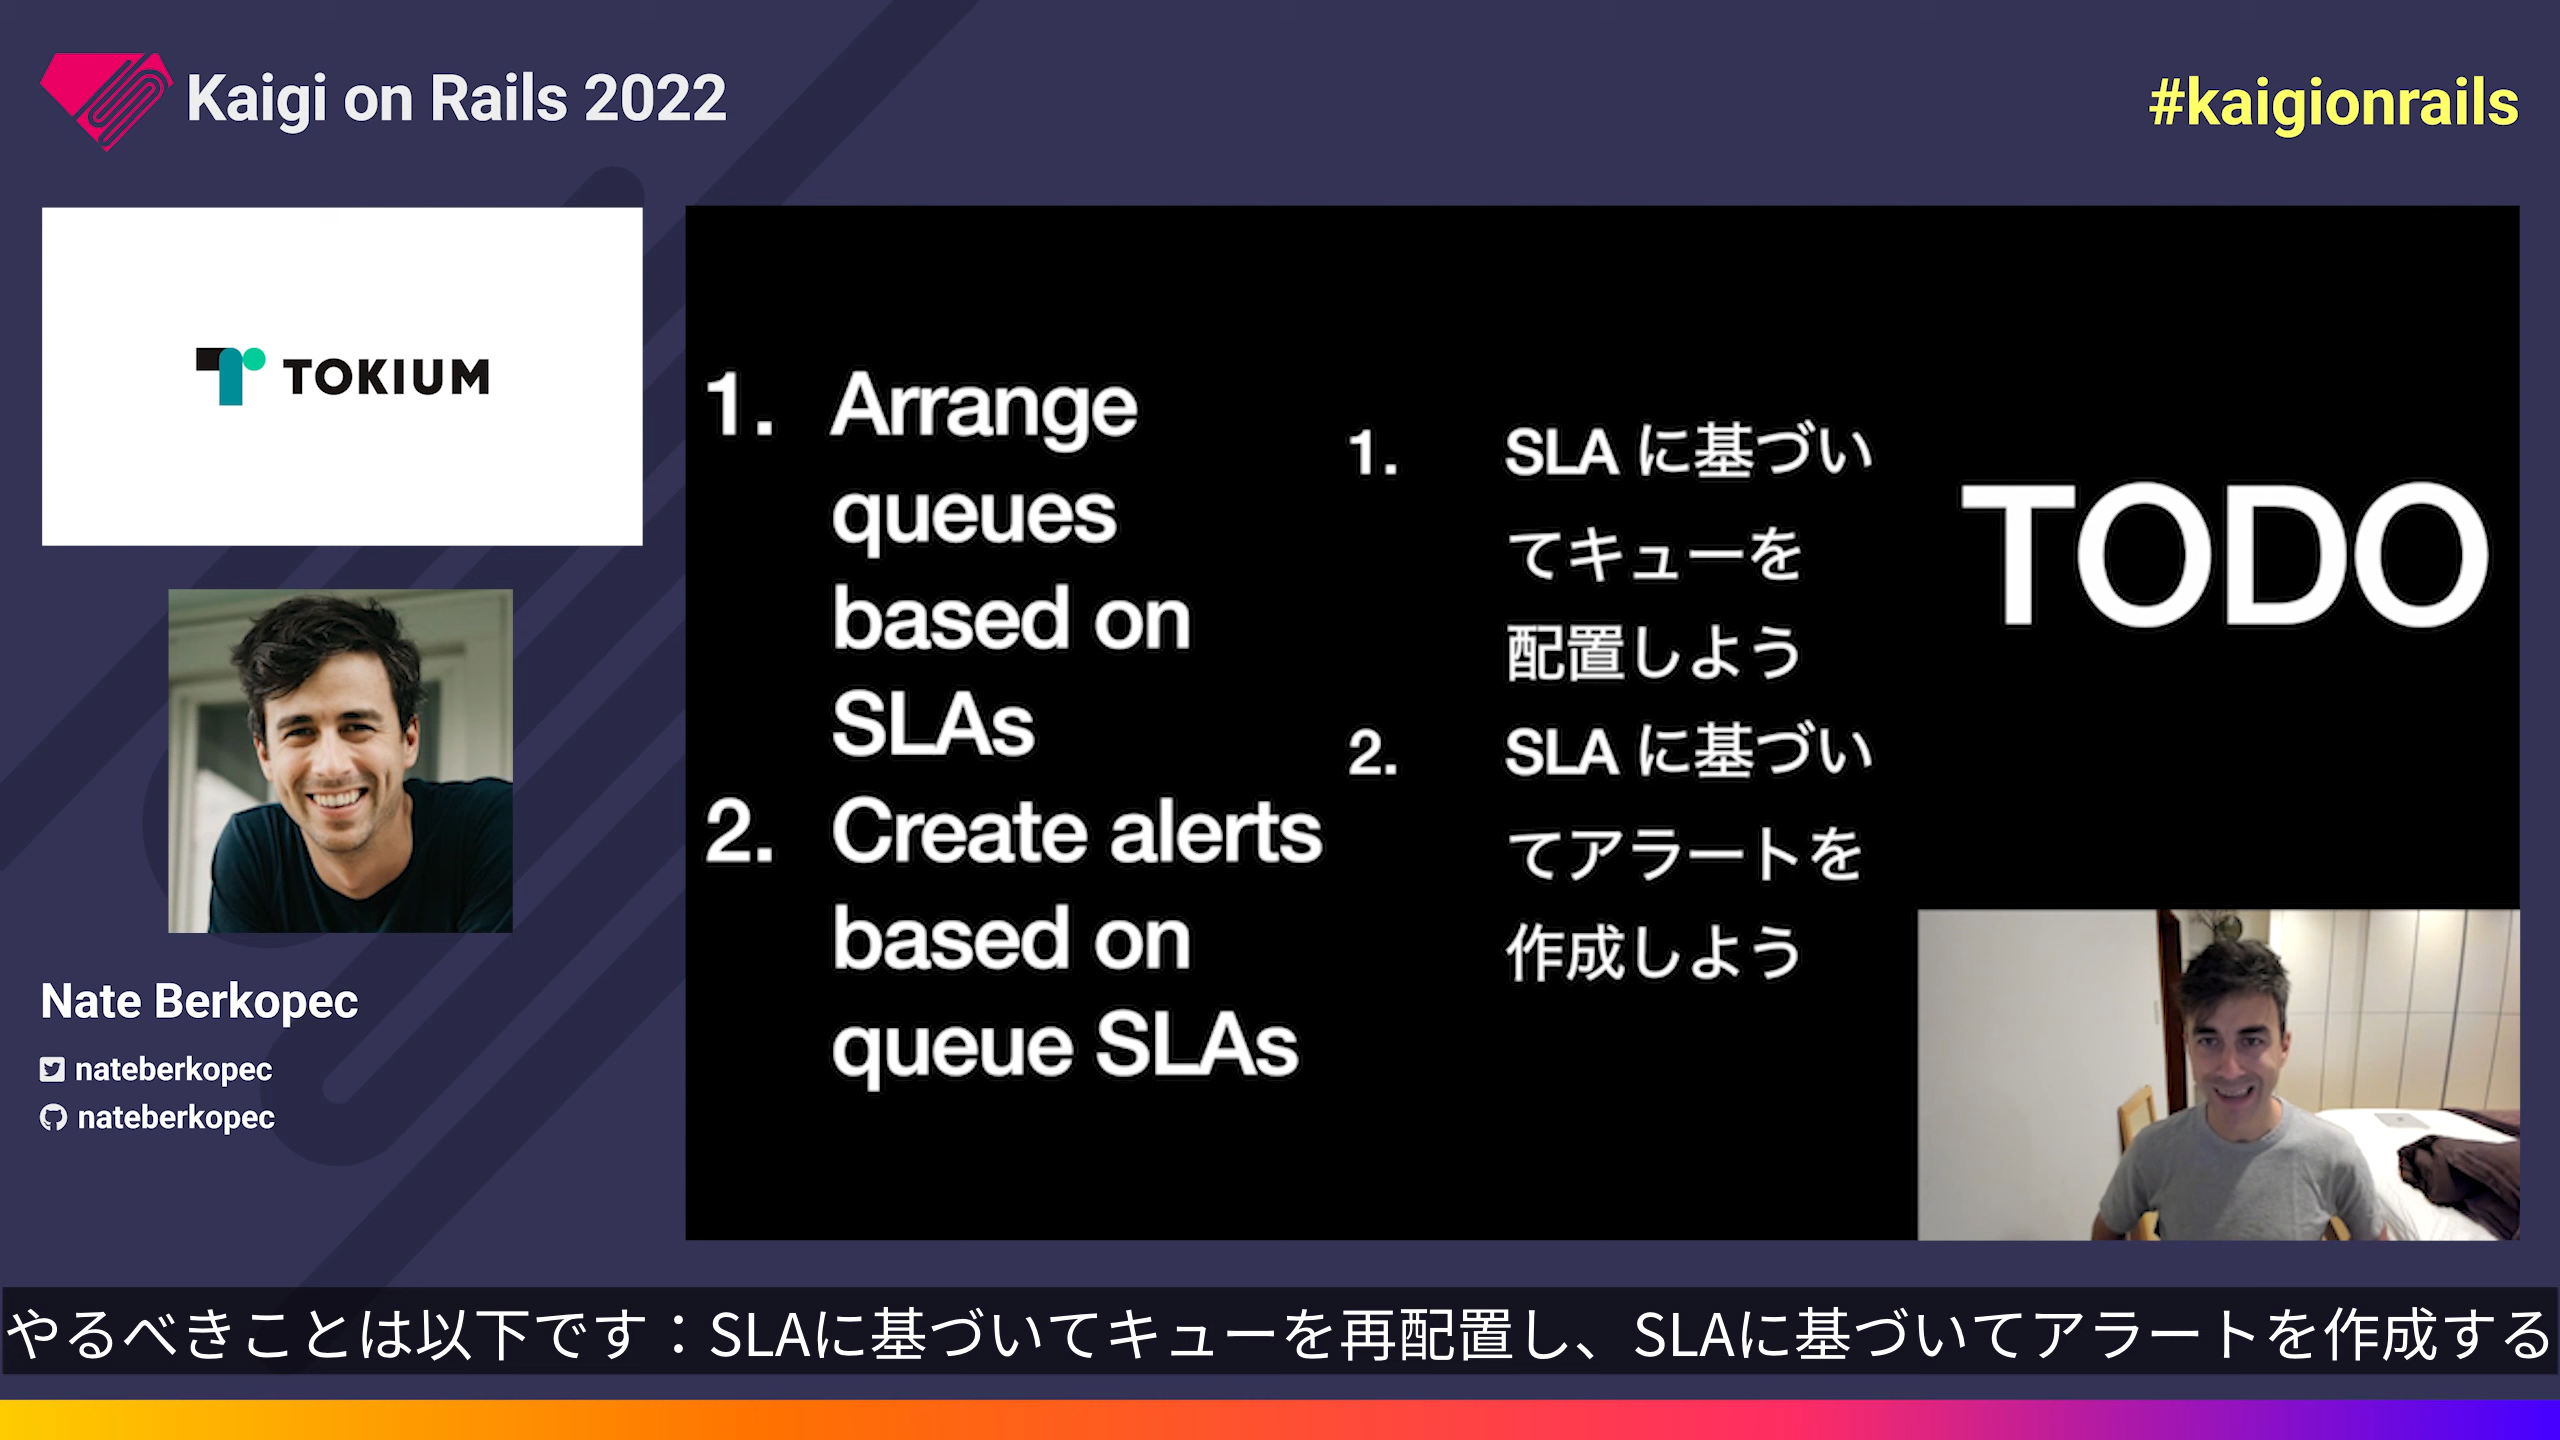 Kaigi on Rails 2022
#kaigionrails
TOKIUM
Nate Berkopec
nateberkopec
nateberkopec
1. Arrange
queues
based on
SLAs
2. Create alerts
based on
queue SLAs
1. SLA に基づい
てキューを
配置しよう
2. SLA に基づい
てアラートを
作成しよう
TODO
やるべきことは以下です：SLAに基づいてキューを再配置し、SLAに基づいてアラートを作成する